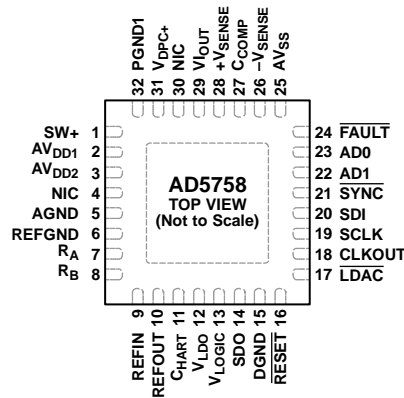 32 PGND1
31 VDPC+
30 NIC
29 VIOUT
28 +VSENSE
27 CCOMP
26 −VSENSE
25 AVSS
SW+ 1
AVDD1 2
AVDD2 3
NIC 4
AGND 5
REFGND 6
RA 7
RB 8
AD5758
TOP VIEW
(Not to Scale)
24 FAULT
23 AD0
22 AD1
21 SYNC
20 SDI
19 SCLK
18 CLKOUT
17 LDAC
REFIN 9
REFOUT 10
CHART 11
VLDO 12
VLOGIC 13
SDO 14
DGND 15
RESET 16